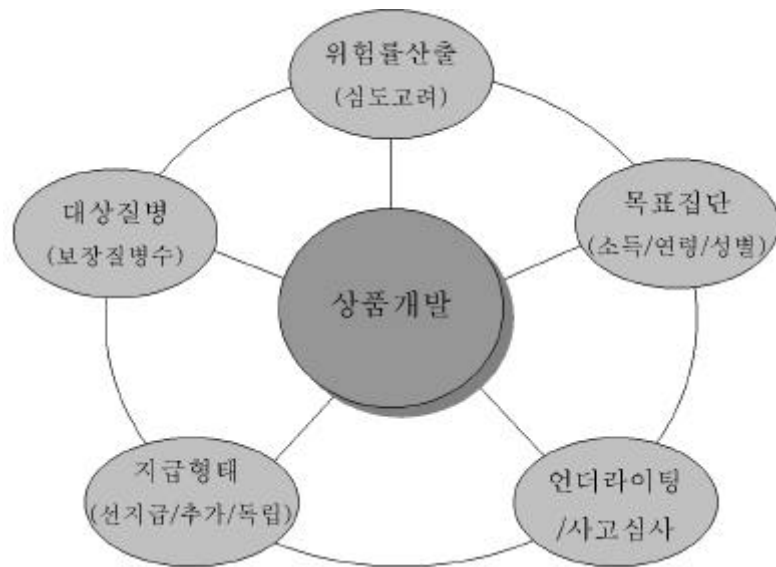 위험률산출
(심도고려)
대상질병
(보장질병수)
목표집단
(소득/연령/성별)
상품개발
지급형태
(선지급/추가/독립)
언더라이팅
/사고심사